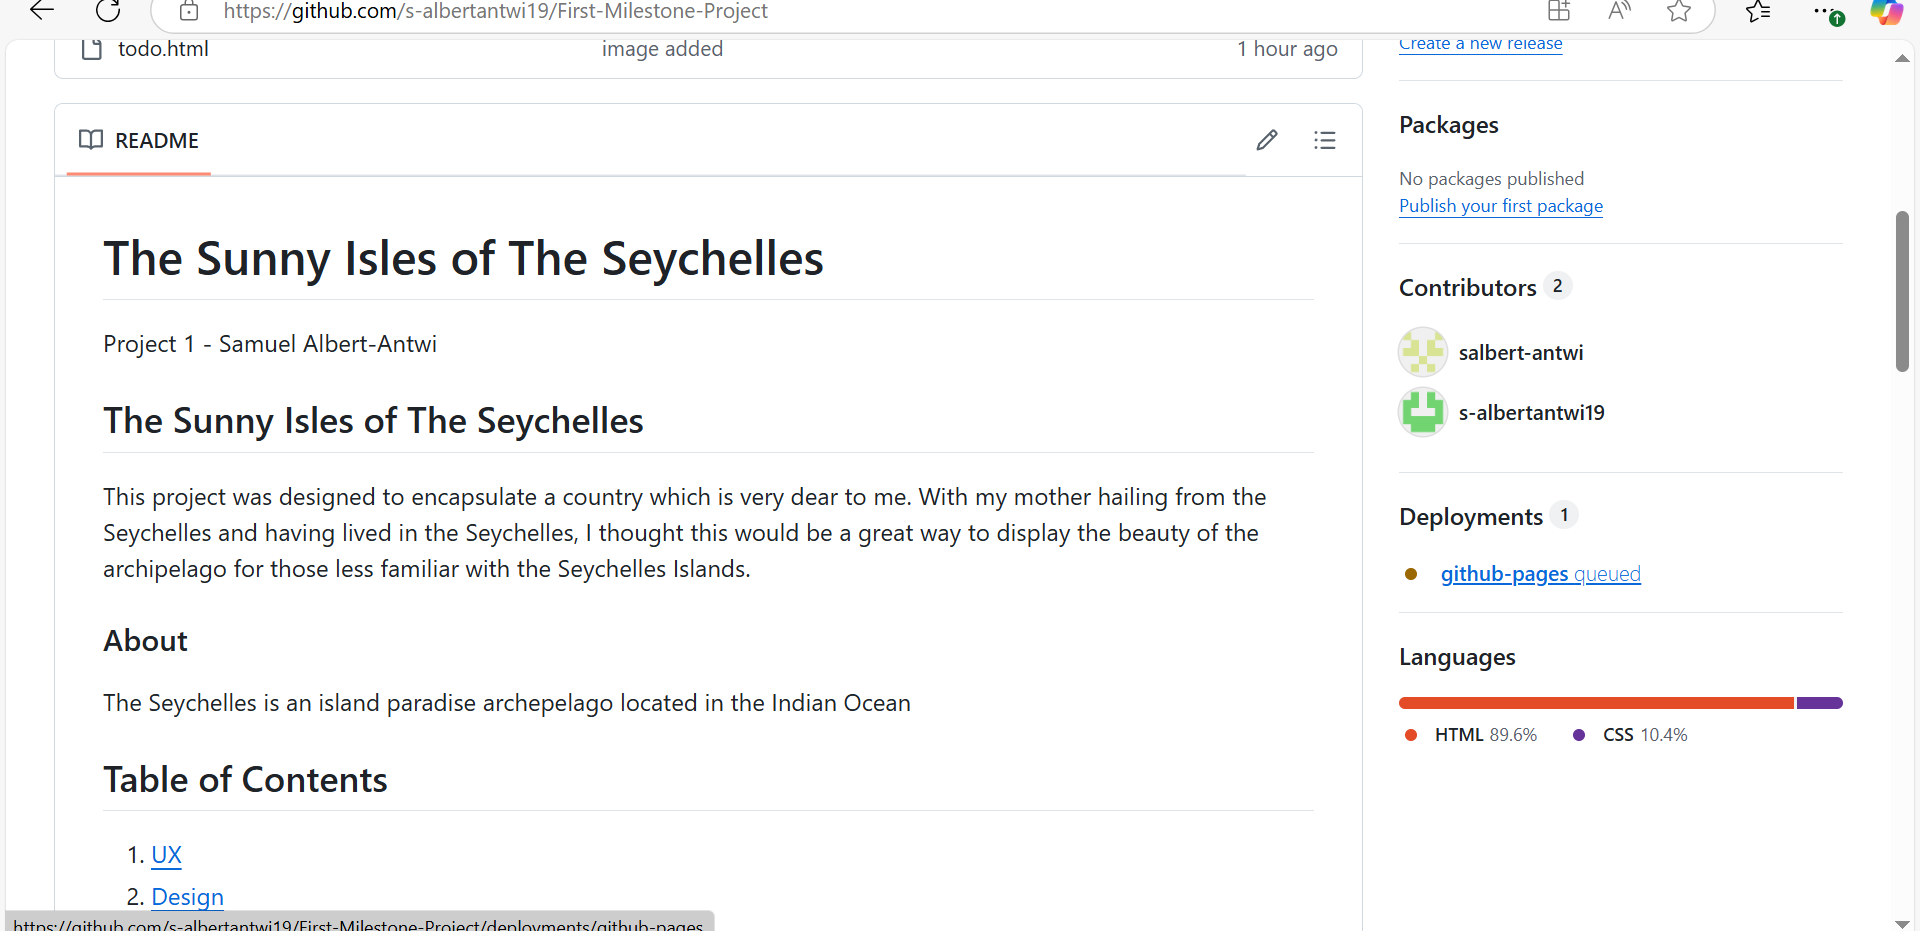 https://github.com/s-albertantwi19/First-Milestone-Project
todo.html image added 1 hour ago
README
The Sunny Isles of The Seychelles
Project 1 - Samuel Albert-Antwi
The Sunny Isles of The Seychelles
This project was designed to encapsulate a country which is very dear to me. With my mother hailing from the
Seychelles and having lived in the Seychelles, I thought this would be a great way to display the beauty of the
archipelago for those less familiar with the Seychelles Islands.
About
The Seychelles is an island paradise archepelago located in the Indian Ocean
Table of Contents
1. UX
2. Design
Create a new release
Packages
No packages published
Publish your first package
Contributors 2
salbert-antwi
s-albertantwi19
Deployments 1
github-pages queued
Languages
HTML 89.6% CSS 10.4%
https://github.com/s-albertantwi19/First-Milestone-Project/deployments/github-pages